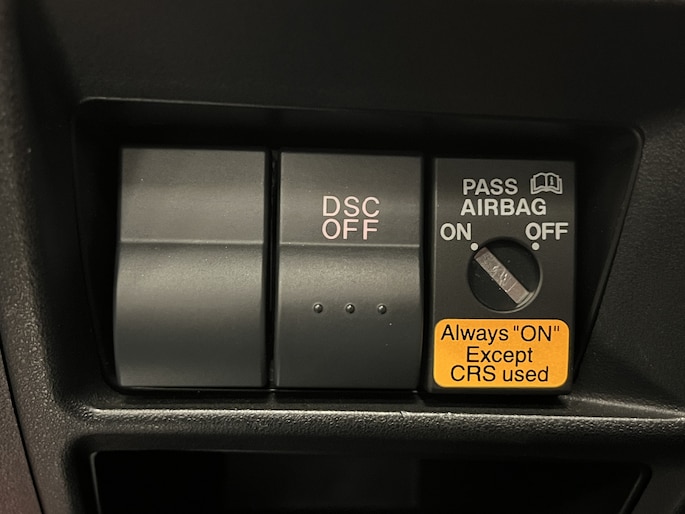 DSC
OFF
PASS
AIRBAG
ON
OFF
Always "ON"
Except
CRS used